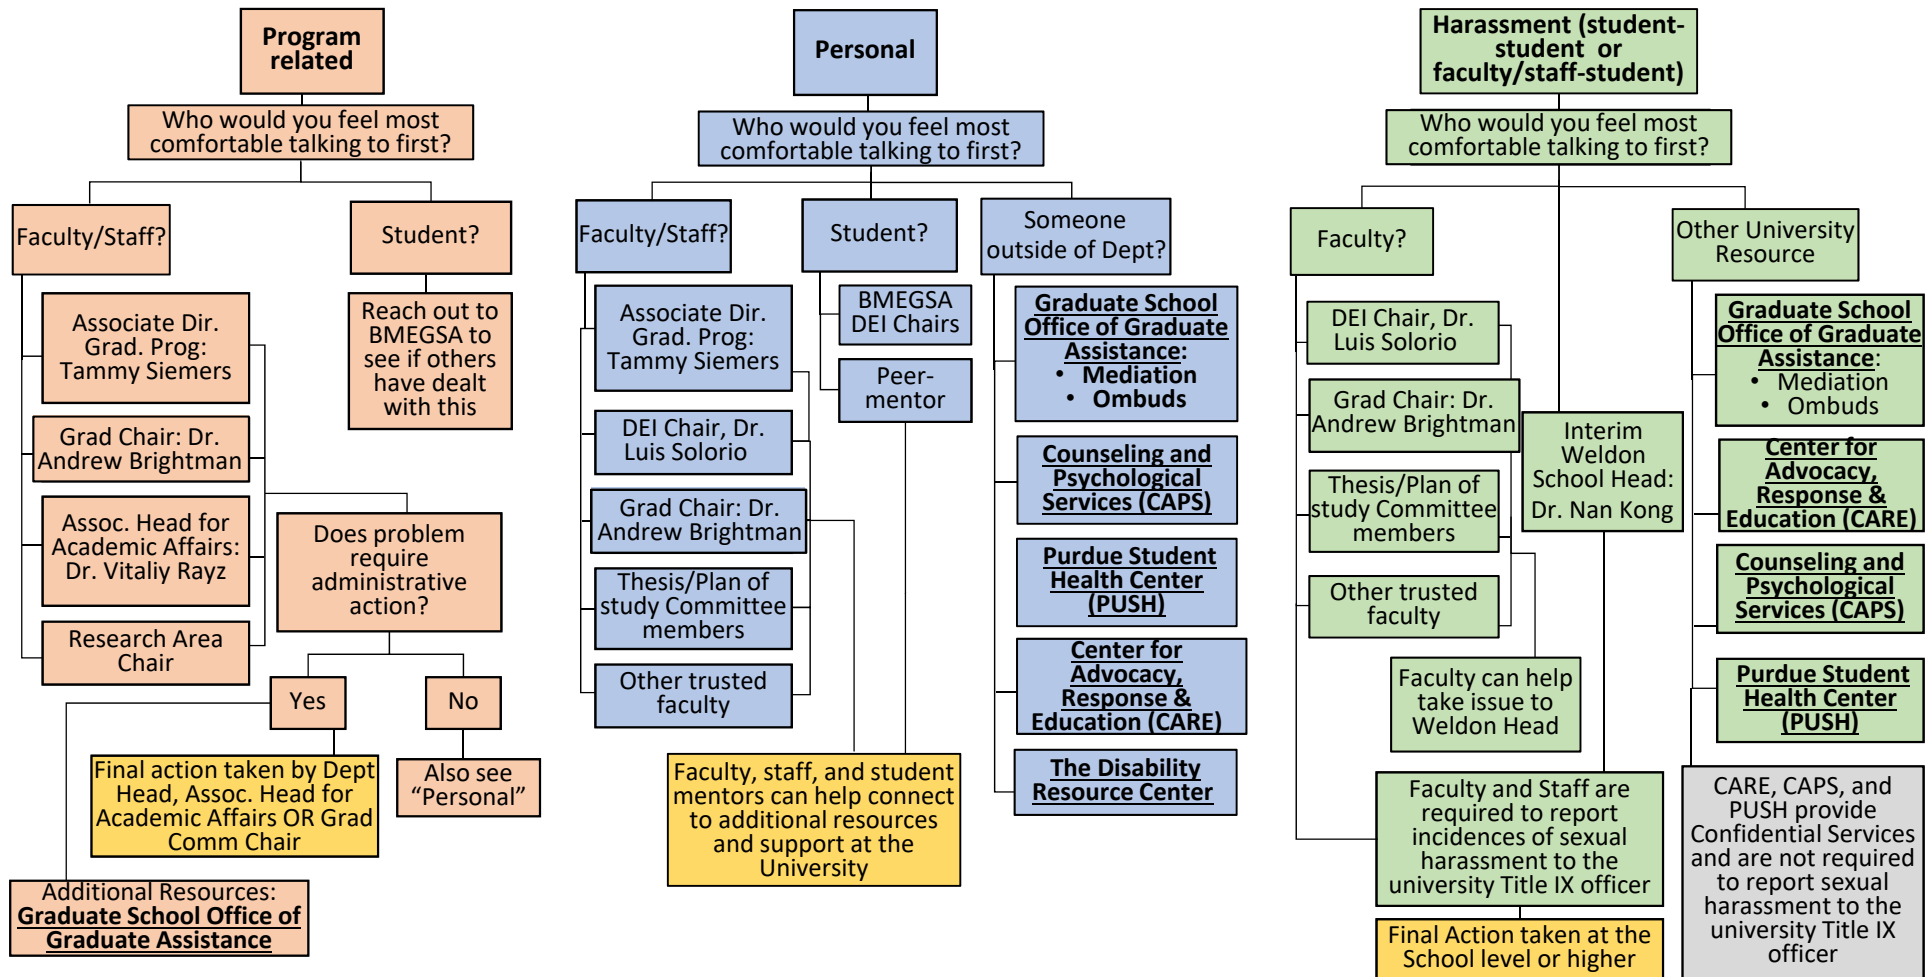 Program
related
Who would you feel most
comfortable talking to first?
Faculty/Staff?
Student?
Associate Dir.
Grad. Prog:
Tammy Siemers
Reach out to
BMEGSA to
see if others
have dealt
with this
Grad Chair: Dr.
Andrew Brightman
Assoc. Head for
Academic Affairs:
Dr. Vitaliy Rayz
Research Area
Chair
Does problem
require
administrative
action?
Yes
No
Final action taken by Dept
Head, Assoc. Head for
Academic Affairs OR Grad
Comm Chair
Also see
“Personal”
Additional Resources:
Graduate School Office of
Graduate Assistance
Personal
Who would you feel most
comfortable talking to first?
Faculty/Staff?
Student?
Someone
outside of Dept?
Associate Dir.
Grad. Prog:
Tammy Siemers
DEI Chair, Dr.
Luis Solorio
Grad Chair: Dr.
Andrew Brightman
Thesis/Plan of
study Committee
members
Other trusted
faculty
BMEGSA
DEI Chairs
Peer-
mentor
Graduate School
Office of Graduate
Assistance:
• Mediation
• Ombuds
Counseling and
Psychological
Services (CAPS)
Purdue Student
Health Center
(PUSH)
Center for
Advocacy,
Response &
Education (CARE)
The Disability
Resource Center
Faculty, staff, and student
mentors can help connect
to additional resources
and support at the
University
Harassment (student-
student or
faculty/staff-student)
Who would you feel most
comfortable talking to first?
Faculty?
Other University
Resource
DEI Chair, Dr.
Luis Solorio
Grad Chair: Dr.
Andrew Brightman
Thesis/Plan of
study Committee
members
Other trusted
faculty
Interim
Weldon
School Head:
Dr. Nan Kong
Faculty can help
take issue to
Weldon Head
Faculty and Staff are
required to report
incidences of sexual
harassment to the
university Title IX officer
Final Action taken at the
School level or higher
Graduate School
Office of Graduate
Assistance:
• Mediation
• Ombuds
Center for
Advocacy,
Response &
Education (CARE)
Counseling and
Psychological
Services (CAPS)
Purdue Student
Health Center
(PUSH)
CARE, CAPS, and
PUSH provide
Confidential Services
and are not required
to report sexual
harassment to the
university Title IX
officer